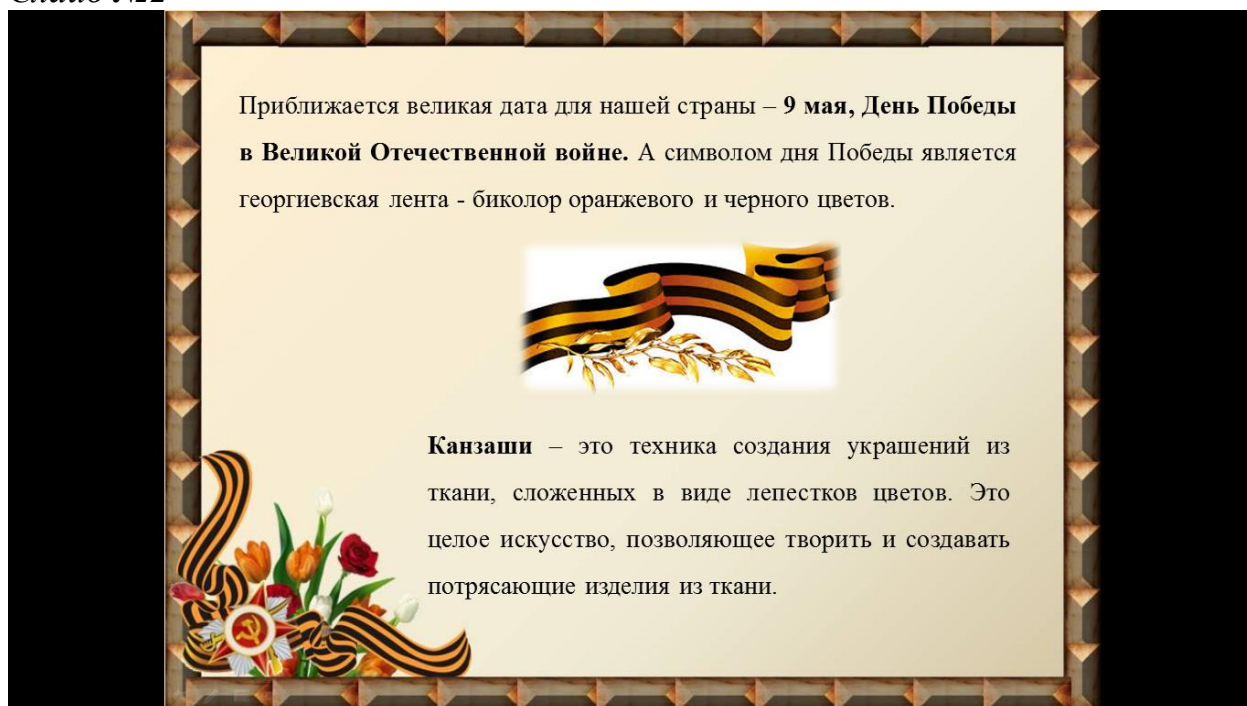 Приближается великая дата для нашей страны – 9 мая, День Победы
в Великой Отечественной войне. А символом дня Победы является
георгиевская лента - биколор оранжевого и черного цветов.
Канзаши – это техника создания украшений из
ткани, сложенных в виде лепестков цветов. Это
целое искусство, позволяющее творить и создавать
потрясающие изделия из ткани.